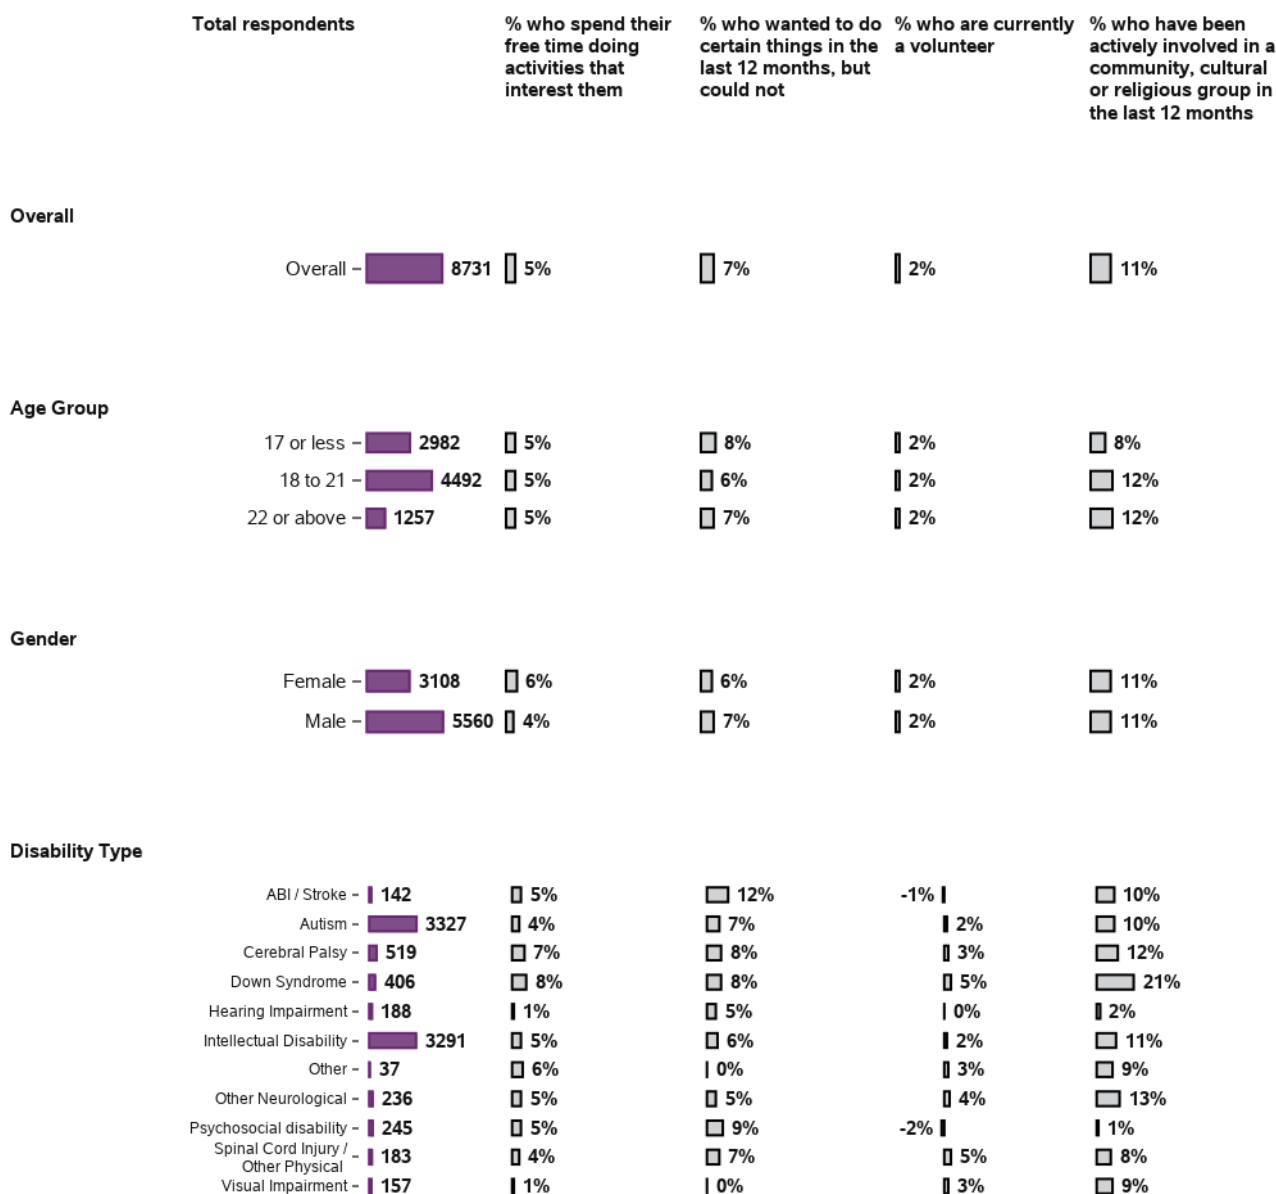 Total respondents
% who spend their
free time doing
activities that
interest them
% who wanted to do
certain things in the
last 12 months, but
could not
% who are currently
a volunteer
% who have been
actively involved in a
community, cultural
or religious group in
the last 12 months
Overall
Overall 8731 5% 7% 2% 11%
Age Group
17 or less 2982 5% 8% 2% 8%
18 to 21 4492 5% 6% 2% 12%
22 or above 1257 5% 7% 2% 12%
Gender
Female 3108 6% 6% 2% 11%
Male 5560 4% 7% 2% 11%
Disability Type
ABI / Stroke 142 5% 12% -1% 10%
Autism 3327 4% 7% 2% 10%
Cerebral Palsy 519 7% 8% 3% 12%
Down Syndrome 406 8% 8% 5% 21%
Hearing Impairment 188 1% 5% 0% 2%
Intellectual Disability 3291 5% 6% 2% 11%
Other 37 6% 0% 3% 9%
Other Neurological 236 5% 5% 4% 13%
Psychosocial disability 245 5% 9% -2% 1%
Spinal Cord Injury /
Other Physical 183 4% 7% 5% 8%
Visual Impairment 157 1% 0% 3% 9%